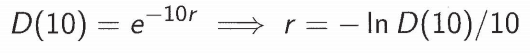 D(10) = e^{-10r} ⟹ r = − ln D(10)/10